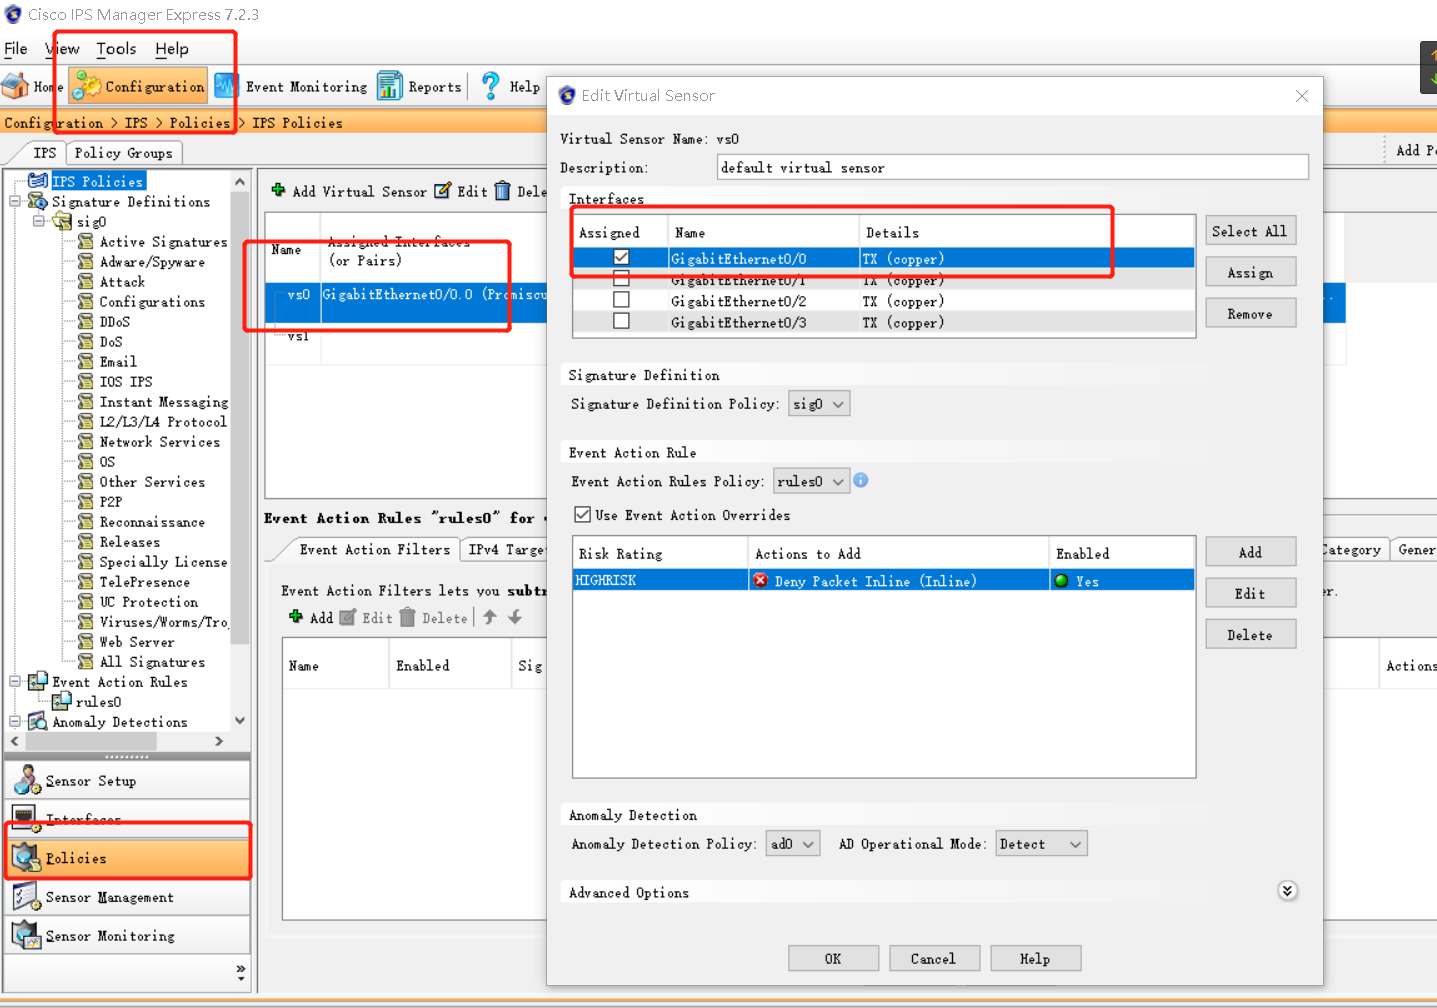 Cisco IPS Manager Express 7.2.3
File View Tools Help
Home Configuration Event Monitoring Reports Help
Configuration > IPS > Policies > IPS Policies
IPS Policy Groups
Add
IPS Policies
Signature Definitions
sig0
Active Signatures
Adware/Spyware
Attack
Configurations
DDoS
DoS
Email
IOS IPS
Instant Messaging
L2/L3/L4 Protocol
Network Services
OS
Other Services
P2P
Reconnaissance
Releases
Specially License
TelePresence
UC Protection
Viruses/Worms/Tro
Web Server
All Signatures
Event Action Rules
rules0
Anomaly Detections
Sensor Setup
Interfaces
Policies
Sensor Management
Sensor Monitoring
Add Virtual Sensor Edit Dele
Name Assigned Interfaces
(or Pairs)
vs0 GigabitEthernet0/0.0 (Promiscu
vs1
Event Action Rules "rules0" for
Event Action Filters IPv4 Targe
Category Gener
Event Action Filters lets you subtr
er.
Add Edit Delete
Name Enabled Sig
Actions
Edit Virtual Sensor
Virtual Sensor Name: vs0
Description: default virtual sensor
Interfaces
Assigned Name Details
GigabitEthernet0/0 TX (copper)
GigabitEthernet0/1 TX (copper)
GigabitEthernet0/2 TX (copper)
GigabitEthernet0/3 TX (copper)
Select All
Assign
Remove
Signature Definition
Signature Definition Policy: sig0
Event Action Rule
Event Action Rules Policy: rules0
Use Event Action Overrides
Risk Rating Actions to Add Enabled
HIGHRISK Deny Packet Inline (Inline) Yes
Add
Edit
Delete
Anomaly Detection
Anomaly Detection Policy: ad0 AD Operational Mode: Detect
Advanced Options
OK Cancel Help